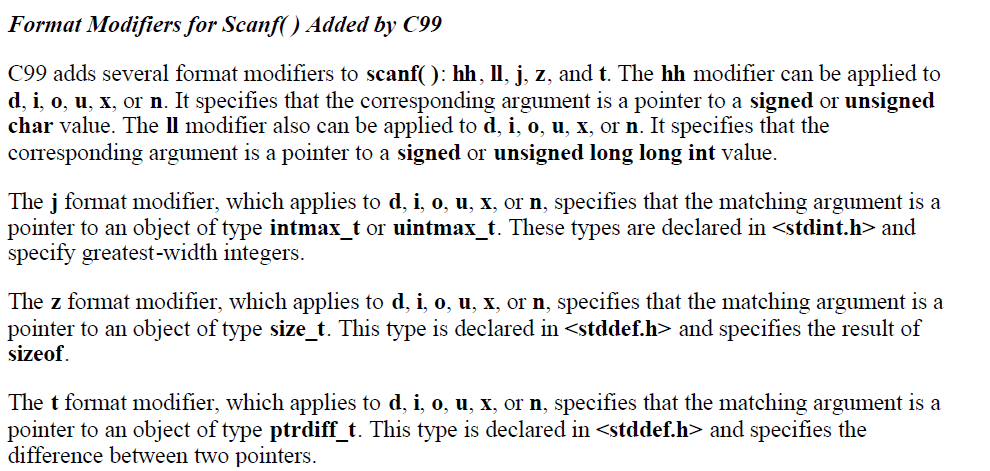 Format Modifiers for Scanf( ) Added by C99
C99 adds several format modifiers to scanf( ): hh, ll, j, z, and t. The hh modifier can be applied to
d, i, o, u, x, or n. It specifies that the corresponding argument is a pointer to a signed or unsigned
char value. The ll modifier also can be applied to d, i, o, u, x, or n. It specifies that the
corresponding argument is a pointer to a signed or unsigned long long int value.
The j format modifier, which applies to d, i, o, u, x, or n, specifies that the matching argument is a
pointer to an object of type intmax_t or uintmax_t. These types are declared in <stdint.h> and
specify greatest-width integers.
The z format modifier, which applies to d, i, o, u, x, or n, specifies that the matching argument is a
pointer to an object of type size_t. This type is declared in <stddef.h> and specifies the result of
sizeof.
The t format modifier, which applies to d, i, o, u, x, or n, specifies that the matching argument is a
pointer to an object of type ptrdiff_t. This type is declared in <stddef.h> and specifies the
difference between two pointers.